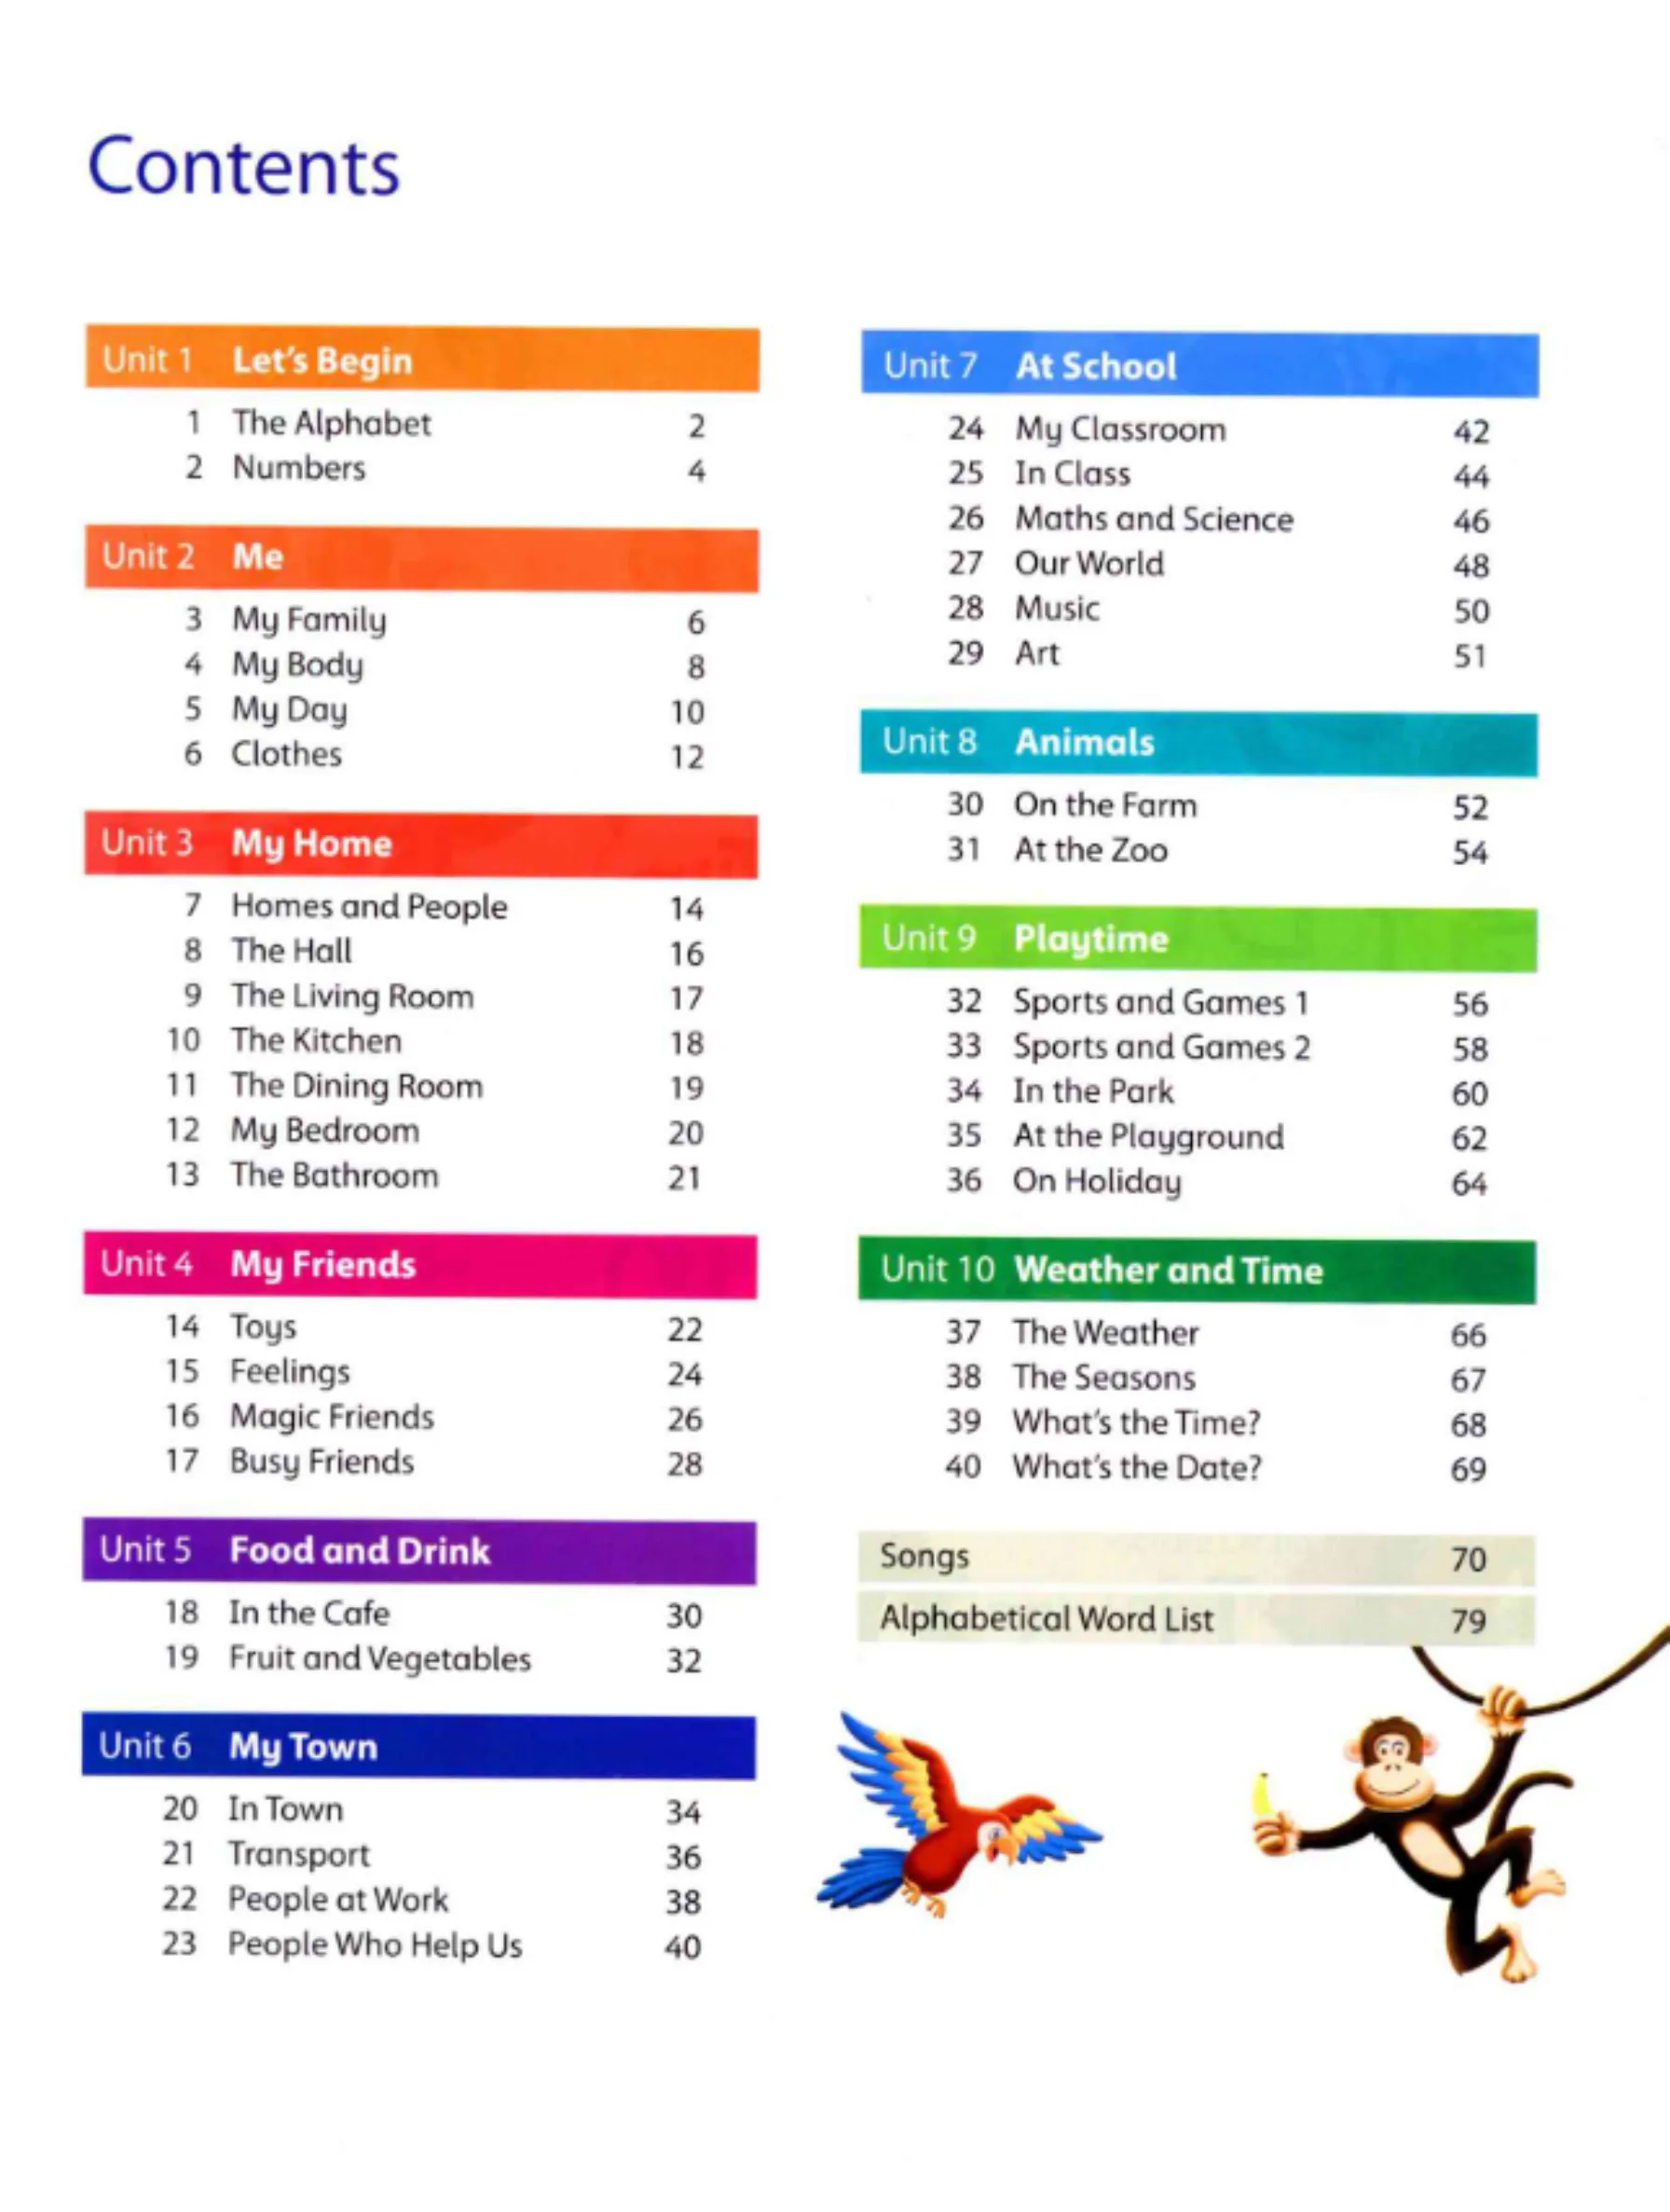 Contents
Unit 1 Let's Begin
1 The Alphabet 2
2 Numbers 4
Unit 2 Me
3 My Family 6
4 My Body 8
5 My Day 10
6 Clothes 12
Unit 3 My Home
7 Homes and People 14
8 The Hall 16
9 The Living Room 17
10 The Kitchen 18
11 The Dining Room 19
12 My Bedroom 20
13 The Bathroom 21
Unit 4 My Friends
14 Toys 22
15 Feelings 24
16 Magic Friends 26
17 Busy Friends 28
Unit 5 Food and Drink
18 In the Cafe 30
19 Fruit and Vegetables 32
Unit 6 My Town
20 In Town 34
21 Transport 36
22 People at Work 38
23 People Who Help Us 40
Unit 7 At School
24 My Classroom 42
25 In Class 44
26 Maths and Science 46
27 Our World 48
28 Music 50
29 Art 51
Unit 8 Animals
30 On the Farm 52
31 At the Zoo 54
Unit 9 Playtime
32 Sports and Games 1 56
33 Sports and Games 2 58
34 In the Park 60
35 At the Playground 62
36 On Holiday 64
Unit 10 Weather and Time
37 The Weather 66
38 The Seasons 67
39 What's the Time? 68
40 What's the Date? 69
Songs 70
Alphabetical Word List 79